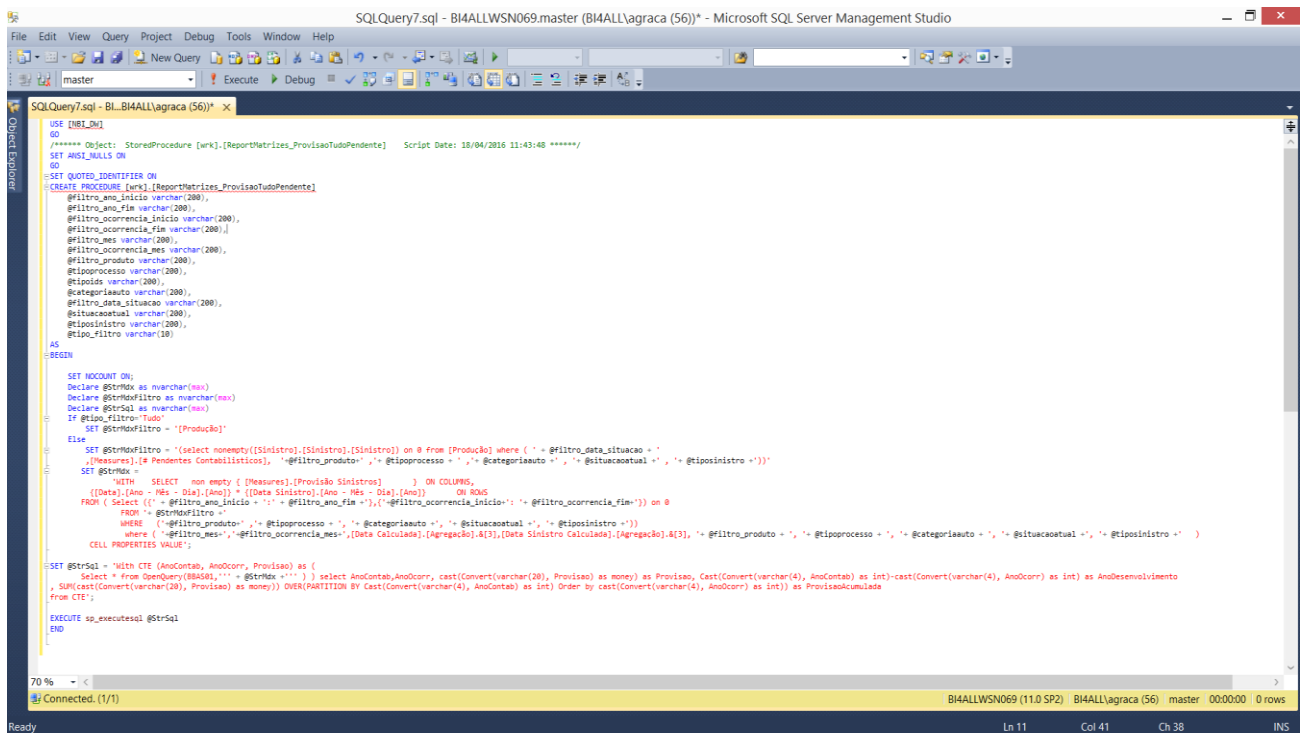 SQLQuery7.sql - BI4ALLWSN069.master (BI4ALL\agraca (56))* - Microsoft SQL Server Management Studio
File Edit View Query Project Debug Tools Window Help
New Query
master Execute Debug
SQLQuery7.sql - BI...BI4ALL\agraca (56))* ×
Object Explorer
USE [NBI_DW]
GO
/****** Object: StoredProcedure [wrk].[ReportMatrizes_ProvisaoTudoPendente] Script Date: 18/04/2016 11:43:48 ******/
SET ANSI_NULLS ON
GO
SET QUOTED_IDENTIFIER ON
CREATE PROCEDURE [wrk].[ReportMatrizes_ProvisaoTudoPendente]
@filtro_ano_inicio varchar(200),
@filtro_ano_fim varchar(200),
@filtro_ocorrencia_inicio varchar(200),
@filtro_ocorrencia_fim varchar(200),
@filtro_mes varchar(200),
@filtro_ocorrencia_mes varchar(200),
@filtro_produto varchar(200),
@tipoprocesso varchar(200),
@tipoids varchar(200),
@categoriaauto varchar(200),
@filtro_data_situacao varchar(200),
@situacaoatual varchar(200),
@tiposinistro varchar(200),
@tipo_filtro varchar(10)
AS
BEGIN
SET NOCOUNT ON;
Declare @StrMdx as nvarchar(max)
Declare @StrMdxFiltro as nvarchar(max)
Declare @StrSql as nvarchar(max)
If @tipo_filtro='Tudo'
SET @StrMdxFiltro = '[Produção]'
Else
SET @StrMdxFiltro = '(select nonempty([Sinistro].[Sinistro].[Sinistro]) on 0 from [Produção] where ( ' + @filtro_data_situacao + '
,[Measures].[# Pendentes Contabilisticos], '+@filtro_produto+' ,'+ @tipoprocesso + ' ,'+ @categoriaauto +' , '+ @situacaoatual +' , '+ @tiposinistro +'))'
SET @StrMdx =
'WITH SELECT non empty { [Measures].[Provisão Sinistros] } ON COLUMNS,
{[Data].[Ano - Mês - Dia].[Ano]} * {[Data Sinistro].[Ano - Mês - Dia].[Ano]} ON ROWS
FROM ( Select ({' + @filtro_ano_inicio + ':' + @filtro_ano_fim +'},{'+@filtro_ocorrencia_inicio+': '+ @filtro_ocorrencia_fim+'}) on 0
FROM '+ @StrMdxFiltro +'
WHERE ('+@filtro_produto+' ,'+ @tipoprocesso + ', '+ @categoriaauto +', '+ @situacaoatual +', '+ @tiposinistro +'))
where ( '+@filtro_mes+','+@filtro_ocorrencia_mes+',[Data Calculada].[Agregação].&[3],[Data Sinistro Calculada].[Agregação].&[3], '+ @filtro_produto + ', '+ @tipoprocesso + ', '+ @categoriaauto + ', '+ @situacaoatual +', '+ @tiposinistro +' )
CELL PROPERTIES VALUE';
SET @StrSql = 'With CTE (AnoContab, AnoOcorr, Provisao) as (
Select * from OpenQuery(BBAS01,''' + @StrMdx +''' ) ) select AnoContab,AnoOcorr, cast(Convert(varchar(20), Provisao) as money) as Provisao, Cast(Convert(varchar(4), AnoContab) as int)-cast(Convert(varchar(4), AnoOcorr) as int) as AnoDesenvolvimento
, SUM(cast(Convert(varchar(20), Provisao) as money)) OVER(PARTITION BY Cast(Convert(varchar(4), AnoContab) as int) Order by cast(Convert(varchar(4), AnoOcorr) as int)) as ProvisaoAcumulada
from CTE';
EXECUTE sp_executesql @StrSql
END
70 %
Connected. (1/1) BI4ALLWSN069 (11.0 SP2) BI4ALL\agraca (56) master 00:00:00 0 rows
Ready Ln 11 Col 41 Ch 38 INS